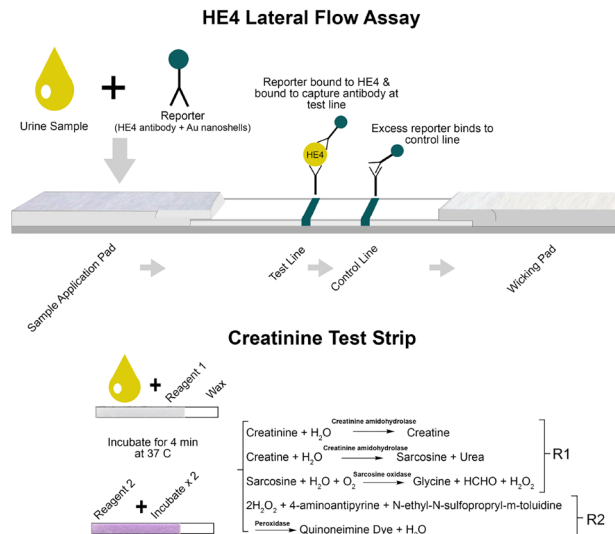 HE4 Lateral Flow Assay
Urine Sample
Reporter
(HE4 antibody + Au nanoshells)
Reporter bound to HE4 &
bound to capture antibody at
test line
Excess reporter binds to
control line
HE4
Sample Application Pad
Test Line
Control Line
Wicking Pad
Creatinine Test Strip
Reagent 1
Wax
Incubate for 4 min
at 37 C
Reagent 2
Incubate x 2
Creatinine + H₂O Creatinine amidohydrolase Creatine
Creatine + H₂O Creatinine amidohydrolase Sarcosine + Urea
Sarcosine + H₂O + O₂ Sarcosine oxidase Glycine + HCHO + H₂O₂
R1
2H₂O₂ + 4-aminoantipyrine + N-ethyl-N-sulfopropryl-m-toluidine
Peroxidase Quinoneimine Dye + H₂O
R2